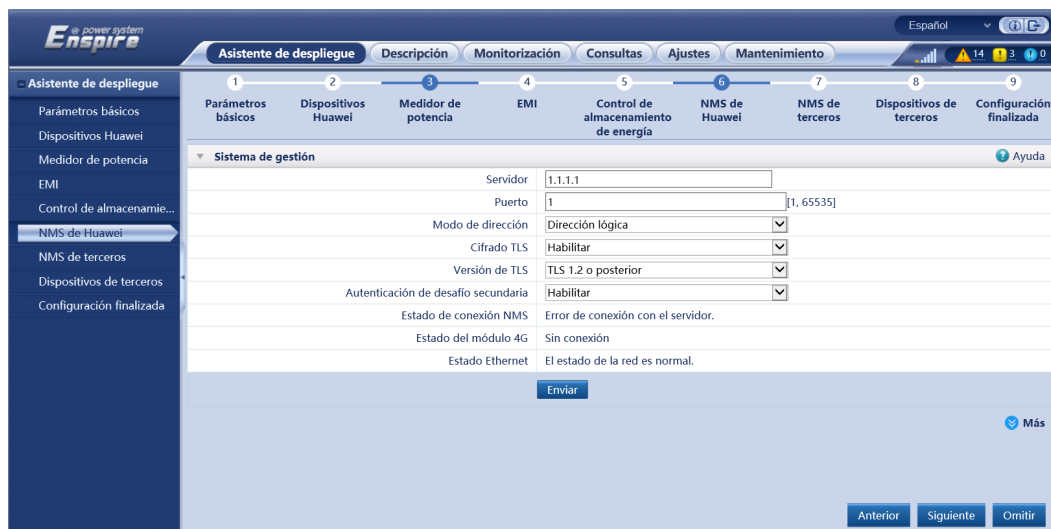 e power system
Enspire
Español
Asistente de despliegue
Descripción
Monitorización
Consultas
Ajustes
Mantenimiento
14
3
0
Asistente de despliegue
Parámetros básicos
Dispositivos Huawei
Medidor de potencia
EMI
Control de almacenamie...
NMS de Huawei
NMS de terceros
Dispositivos de terceros
Configuración finalizada
1
2
3
4
5
6
7
8
9
Parámetros básicos
Dispositivos Huawei
Medidor de potencia
EMI
Control de almacenamiento de energía
NMS de Huawei
NMS de terceros
Dispositivos de terceros
Configuración finalizada
Sistema de gestión
Ayuda
Servidor 1.1.1.1
Puerto 1 [1, 65535]
Modo de dirección Dirección lógica
Cifrado TLS Habilitar
Versión de TLS TLS 1.2 o posterior
Autenticación de desafío secundaria Habilitar
Estado de conexión NMS Error de conexión con el servidor.
Estado del módulo 4G Sin conexión
Estado Ethernet El estado de la red es normal.
Enviar
Más
Anterior
Siguiente
Omitir